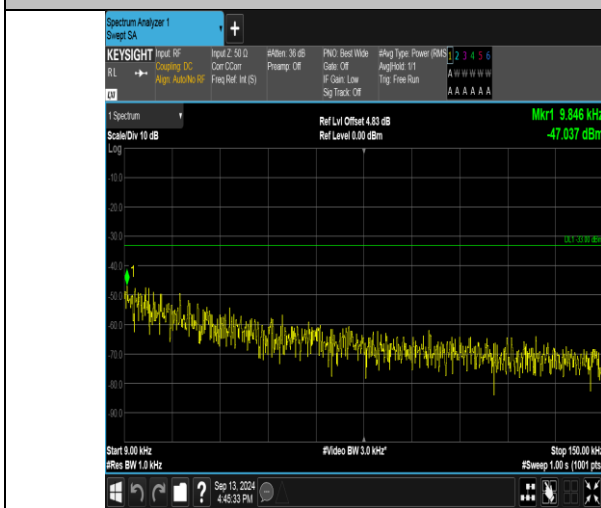 Spectrum Analyzer 1
Swept SA
+
KEYSIGHT Input: RF Input Z: 50 Ω #Atten: 36 dB PNO: Best Wide #Avg Type: Power (RMS 1 2 3 4 5 6
RL Coupling: DC Corr CCorr Preamp: Off Gate: Off Avg|Hold: 1/1 A W W W W W
Align: Auto/No RF Freq Ref: Int (S) IF Gain: Low Trig: Free Run
LXI Sig Track: Off A A A A A A
1 Spectrum
Ref Lvl Offset 4.83 dB Mkr1 9.846 kHz
Scale/Div 10 dB Ref Level 0.00 dBm -47.037 dBm
Log
-10.0
-20.0
-30.0
DL1 -33.00 dBm
-40.0
1
-50.0
-60.0
-70.0
-80.0
-90.0
Start 9.00 kHz #Video BW 3.0 kHz* Stop 150.00 kHz
#Res BW 1.0 kHz #Sweep 1.00 s (1001 pts
? Sep 13, 2024
4:45:33 PM